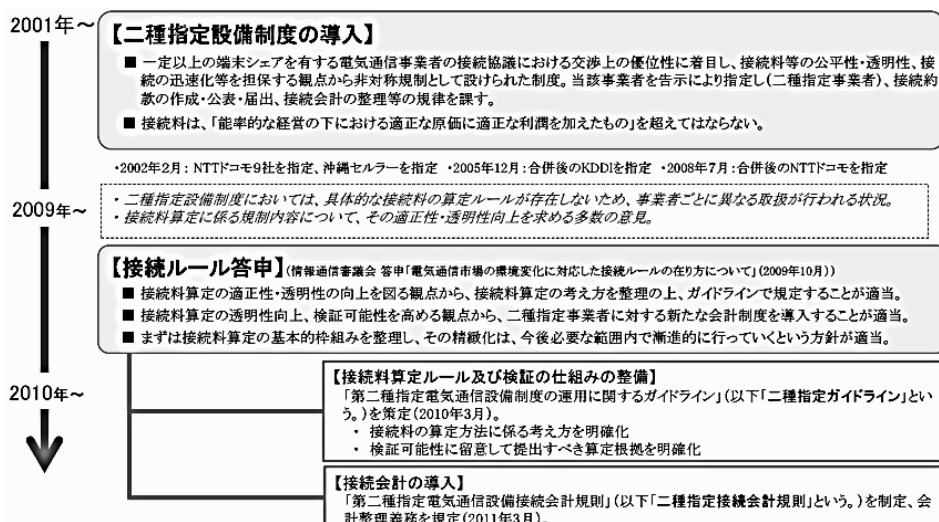 2001年～
【二種指定設備制度の導入】
■ 一定以上の端末シェアを有する電気通信事業者の接続協議における交渉上の優位性に着目し、接続料等の公平性・透明性、接
続の迅速化等を担保する観点から非対称規制として設けられた制度。当該事業者を告示により指定し(二種指定事業者)、接続約
款の作成・公表・届出、接続会計の整理等の規律を課す。
■ 接続料は、「能率的な経営の下における適正な原価に適正な利潤を加えたもの」を超えてはならない。
・2002年2月：NTTドコモ9社を指定、沖縄セルラーを指定 ・2005年12月：合併後のKDDIを指定 ・2008年7月：合併後のNTTドコモを指定
2009年～
・二種指定設備制度においては、具体的な接続料の算定ルールが存在しないため、事業者ごとに異なる取扱が行われる状況。
・接続料算定に係る規制内容について、その適正性・透明性向上を求める多数の意見。
【接続ルール答申】(情報通信審議会 答申「電気通信市場の環境変化に対応した接続ルールの在り方について」(2009年10月))
■ 接続料算定の適正性・透明性の向上を図る観点から、接続料算定の考え方を整理の上、ガイドラインで規定することが適当。
■ 接続料算定の透明性向上、検証可能性を高める観点から、二種指定事業者に対する新たな会計制度を導入することが適当。
■ まずは接続料算定の基本的枠組みを整理し、その精緻化は、今後必要な範囲内で漸進的に行っていくという方針が適当。
2010年～
【接続料算定ルール及び検証の仕組みの整備】
「第二種指定電気通信設備制度の運用に関するガイドライン」(以下「二種指定ガイドライン」とい
う。)を策定(2010年3月)。
・ 接続料の算定方法に係る考え方を明確化
・ 検証可能性に留意して提出すべき算定根拠を明確化
【接続会計の導入】
「第二種指定電気通信設備接続会計規則」(以下「二種指定接続会計規則」という。)を制定、会
計整理義務を規定(2011年3月)。